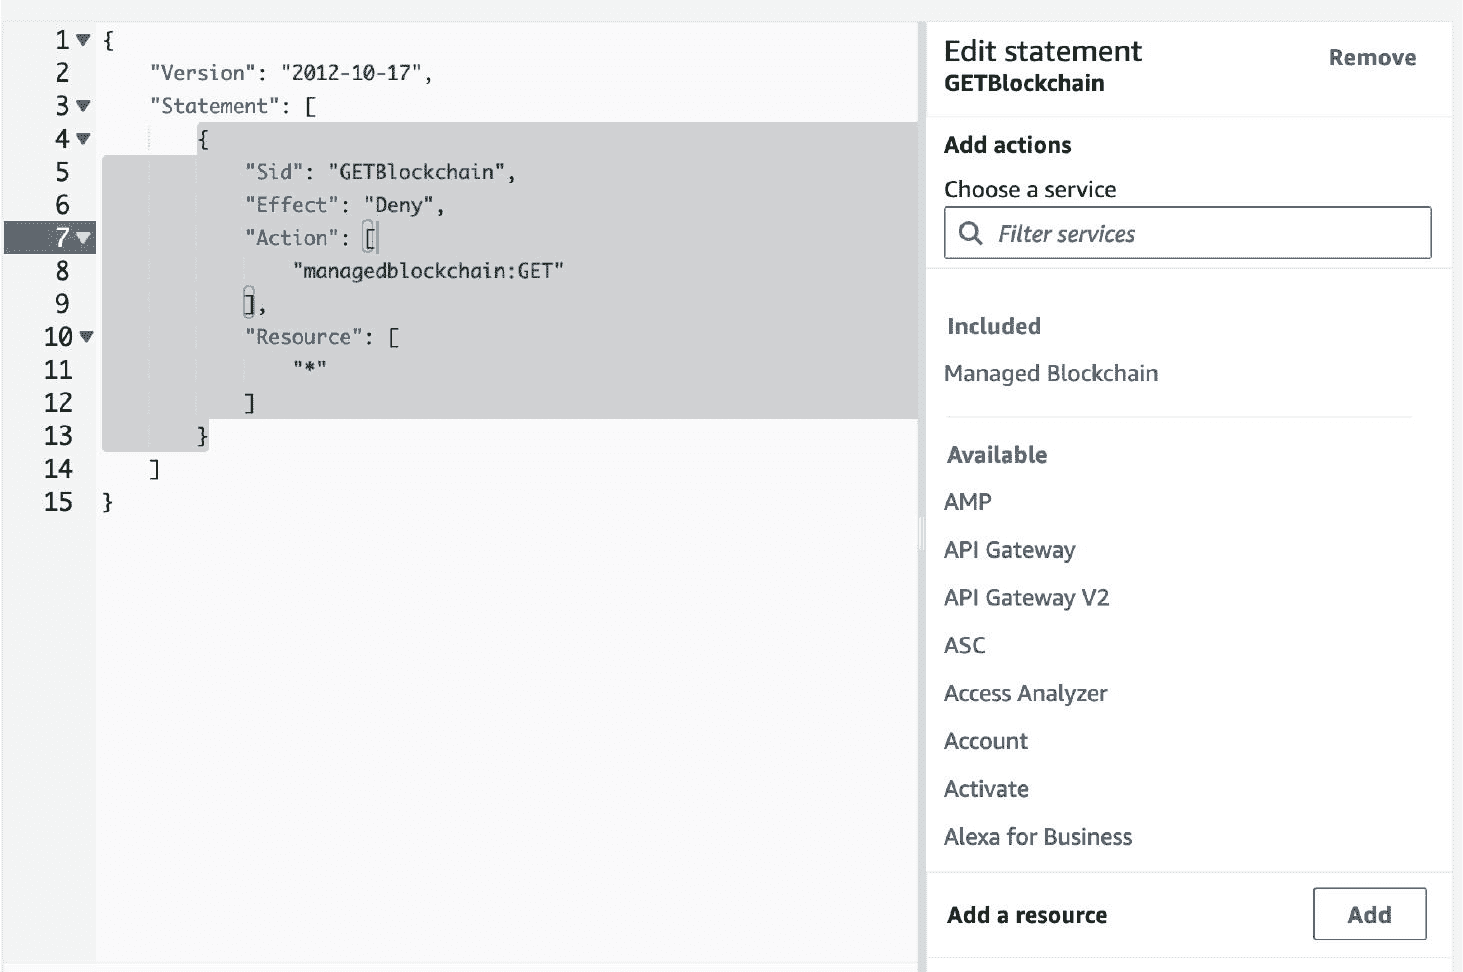 1 {
2 "Version": "2012-10-17",
3 "Statement": [
4 {
5 "Sid": "GETBlockchain",
6 "Effect": "Deny",
7 "Action": [
8 "managedblockchain:GET"
9 ],
10 "Resource": [
11 "*"
12 ]
13 }
14 ]
15 }
Edit statement
Remove
GETBlockchain
Add actions
Choose a service
Filter services
Included
Managed Blockchain
Available
AMP
API Gateway
API Gateway V2
ASC
Access Analyzer
Account
Activate
Alexa for Business
Add a resource
Add